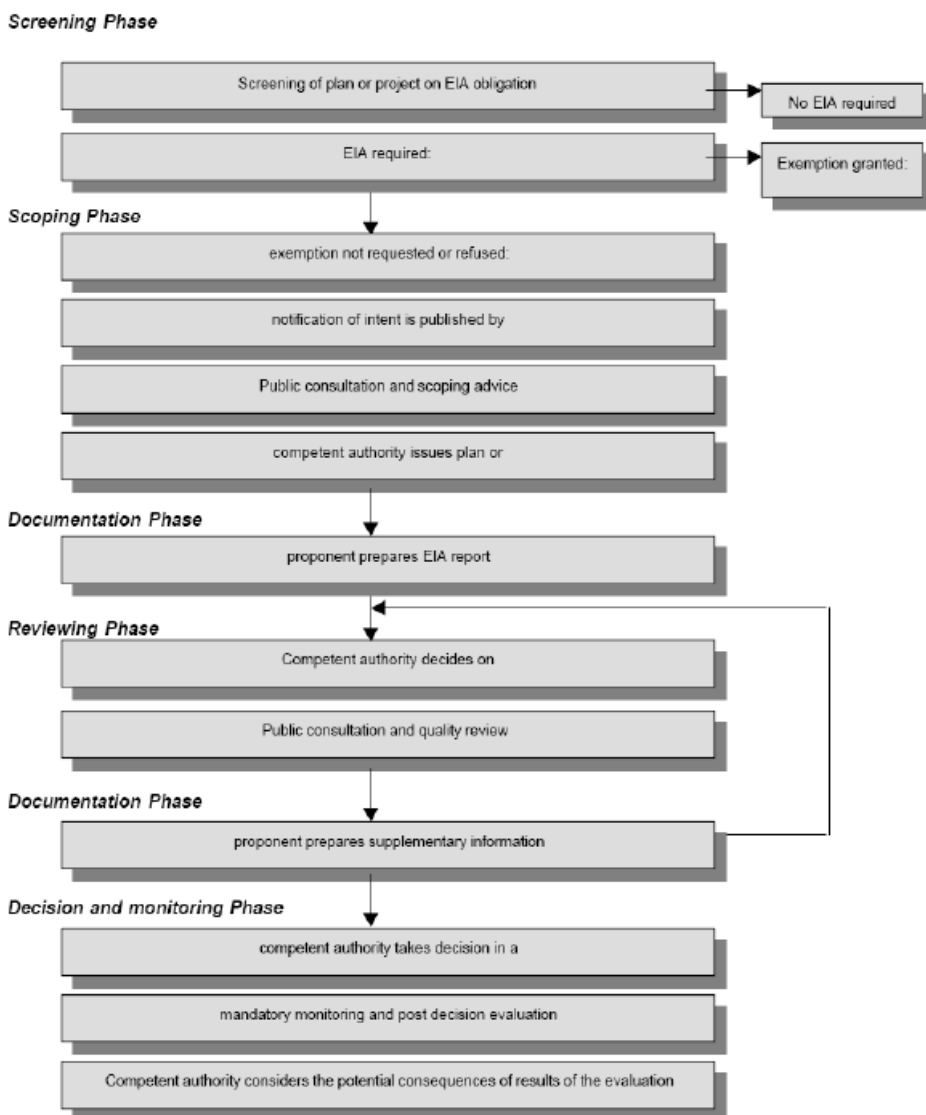 Screening Phase
Screening of plan or project on EIA obligation
No EIA required
EIA required:
Exemption granted:
Scoping Phase
exemption not requested or refused:
notification of intent is published by
Public consultation and scoping advice
competent authority issues plan or
Documentation Phase
proponent prepares EIA report
Reviewing Phase
Competent authority decides on
Public consultation and quality review
Documentation Phase
proponent prepares supplementary information
Decision and monitoring Phase
competent authority takes decision in a
mandatory monitoring and post decision evaluation
Competent authority considers the potential consequences of results of the evaluation